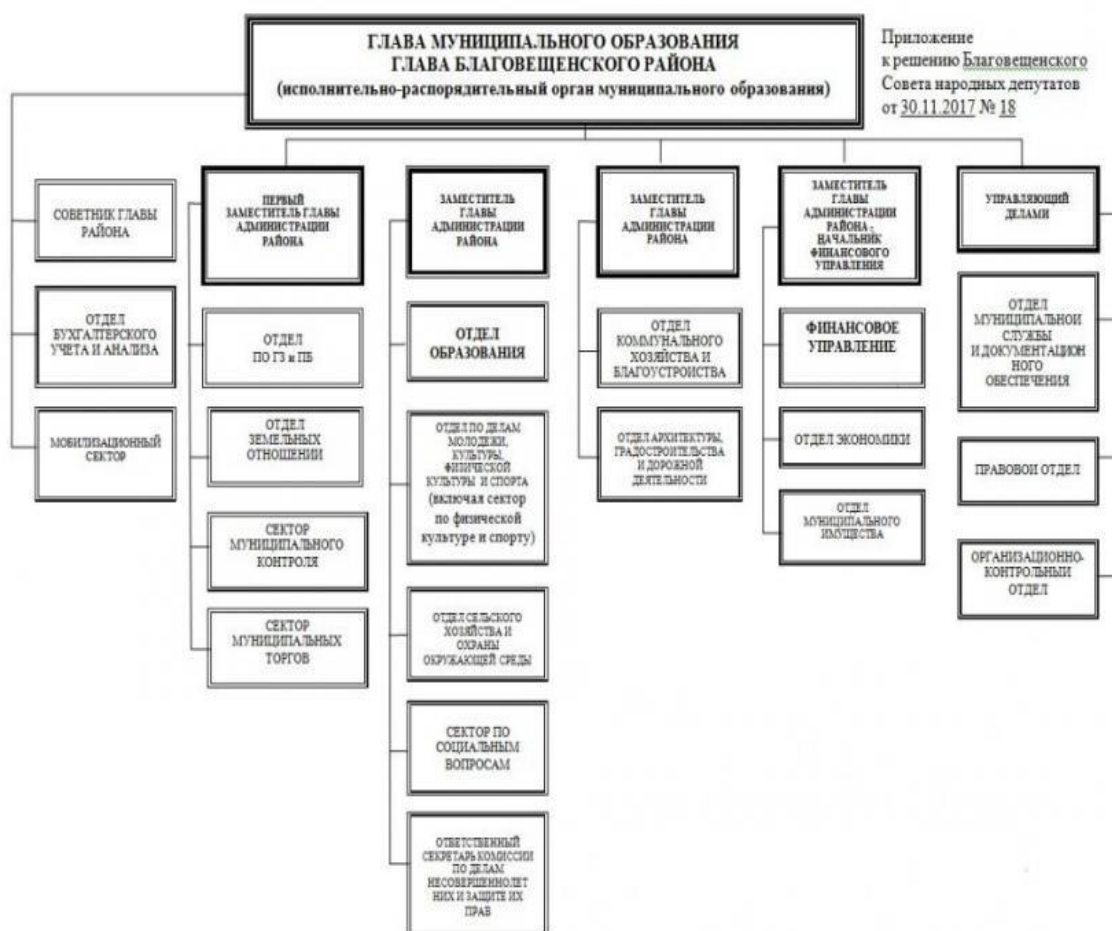 ГЛАВА МУНИЦИПАЛЬНОГО ОБРАЗОВАНИЯ
ГЛАВА БЛАГОВЕЩЕНСКОГО РАЙОНА
(исполнительно-распорядительный орган муниципального образования)
Приложение
к решению Благовещенского
Совета народных депутатов
от 30.11.2017 № 18
СОВЕТНИК ГЛАВЫ
РАЙОНА
ОТДЕЛ
БУХГАЛТЕРСКОГО
УЧЕТА И АНАЛИЗА
МОБИЛИЗАЦИОННЫЙ
СЕКТОР
ПЕРВЫЙ
ЗАМЕСТИТЕЛЬ ГЛАВЫ
АДМИНИСТРАЦИИ
РАЙОНА
ОТДЕЛ
ПО ГЗ и ПБ
ОТДЕЛ
ЗЕМЕЛЬНЫХ
ОТНОШЕНИЙ
СЕКТОР
МУНИЦИПАЛЬНОГО
КОНТРОЛЯ
СЕКТОР
МУНИЦИПАЛЬНЫХ
ТОРГОВ
ЗАМЕСТИТЕЛЬ
ГЛАВЫ
АДМИНИСТРАЦИИ
РАЙОНА
ОТДЕЛ
ОБРАЗОВАНИЯ
ОТДЕЛ ПО ДЕЛАМ
МОЛОДЕЖИ,
КУЛЬТУРЫ,
ФИЗИЧЕСКОЙ
КУЛЬТУРЫ И СПОРТА
(включая сектор
по физической
культуре и спорту)
ОТДЕЛ СЕЛЬСКОГО
ХОЗЯЙСТВА И
ОХРАНЫ
ОКРУЖАЮЩЕЙ СРЕДЫ
СЕКТОР ПО
СОЦИАЛЬНЫМ
ВОПРОСАМ
ОТВЕТСТВЕННЫЙ
СЕКРЕТАРЬ КОМИССИИ
ПО ДЕЛАМ
НЕСОВЕРШЕННОЛЕТ
НИХ И ЗАЩИТЕ ИХ
ПРАВ
ЗАМЕСТИТЕЛЬ
ГЛАВЫ
АДМИНИСТРАЦИИ
РАЙОНА
ОТДЕЛ
КОММУНАЛЬНОГО
ХОЗЯЙСТВА И
БЛАГОУСТРОЙСТВА
ОТДЕЛ АРХИТЕКТУРЫ,
ГРАДОСТРОИТЕЛЬСТВА
И ДОРОЖНОЙ
ДЕЯТЕЛЬНОСТИ
ЗАМЕСТИТЕЛЬ
ГЛАВЫ
АДМИНИСТРАЦИИ
РАЙОНА -
НАЧАЛЬНИК
ФИНАНСОВОГО
УПРАВЛЕНИЯ
ФИНАНСОВОЕ
УПРАВЛЕНИЕ
ОТДЕЛ ЭКОНОМИКИ
ОТДЕЛ
МУНИЦИПАЛЬНОГО
ИМУЩЕСТВА
УПРАВЛЯЮЩИЙ
ДЕЛАМИ
ОТДЕЛ
МУНИЦИПАЛЬНОЙ
СЛУЖБЫ
И ДОКУМЕНТАЦИОН
НОГО
ОБЕСПЕЧЕНИЯ
ПРАВОВОЙ ОТДЕЛ
ОРГАНИЗАЦИОННО-
КОНТРОЛЬНЫЙ
ОТДЕЛ